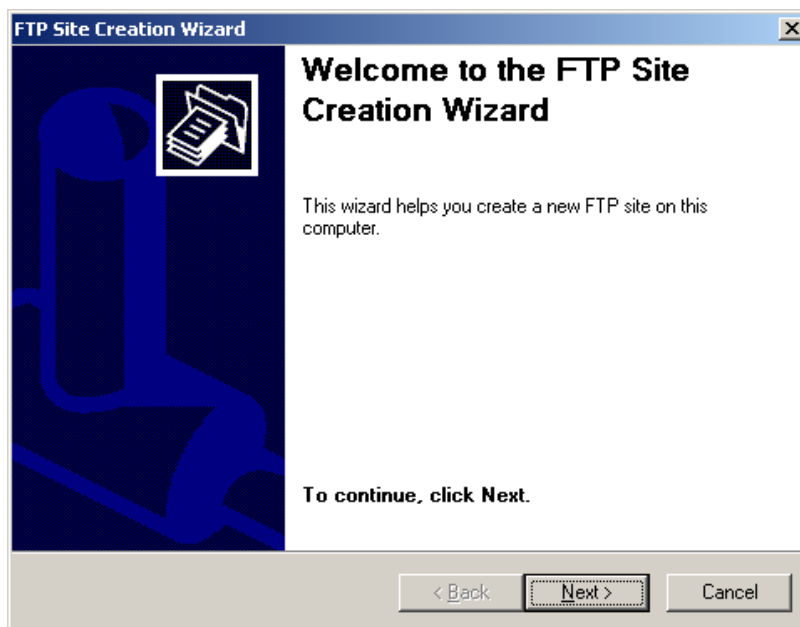 FTP Site Creation Wizard
Welcome to the FTP Site
Creation Wizard
This wizard helps you create a new FTP site on this
computer.
To continue, click Next.
< Back
Next >
Cancel